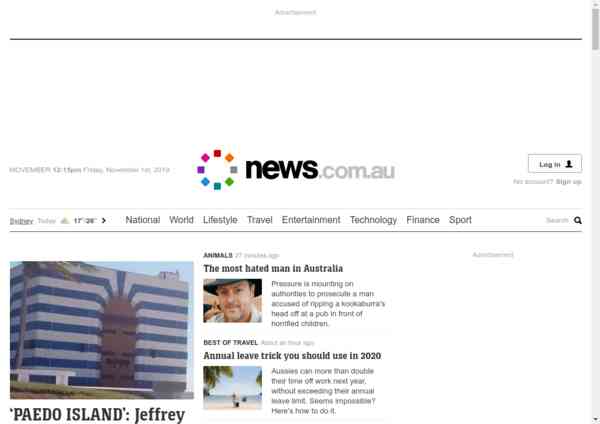 Advertisement
Log in
MOVEMBER 12:15pm Friday, November 1st, 2019
news.com.au
No account? Sign up
Sydney Today 17°/26° National World Lifestyle Travel Entertainment Technology Finance Sport Search
ANIMALS 27 minutes ago
Advertisement
The most hated man in Australia
Pressure is mounting on
authorities to prosecute a man
accused of ripping a kookaburra's
head off at a pub in front of
horrified children.
BEST OF TRAVEL About an hour ago
Annual leave trick you should use in 2020
Aussies can more than double
their time off work next year,
without exceeding their annual
leave limit. Seems impossible?
Here's how to do it.
‘PAEDO ISLAND’: Jeffrey